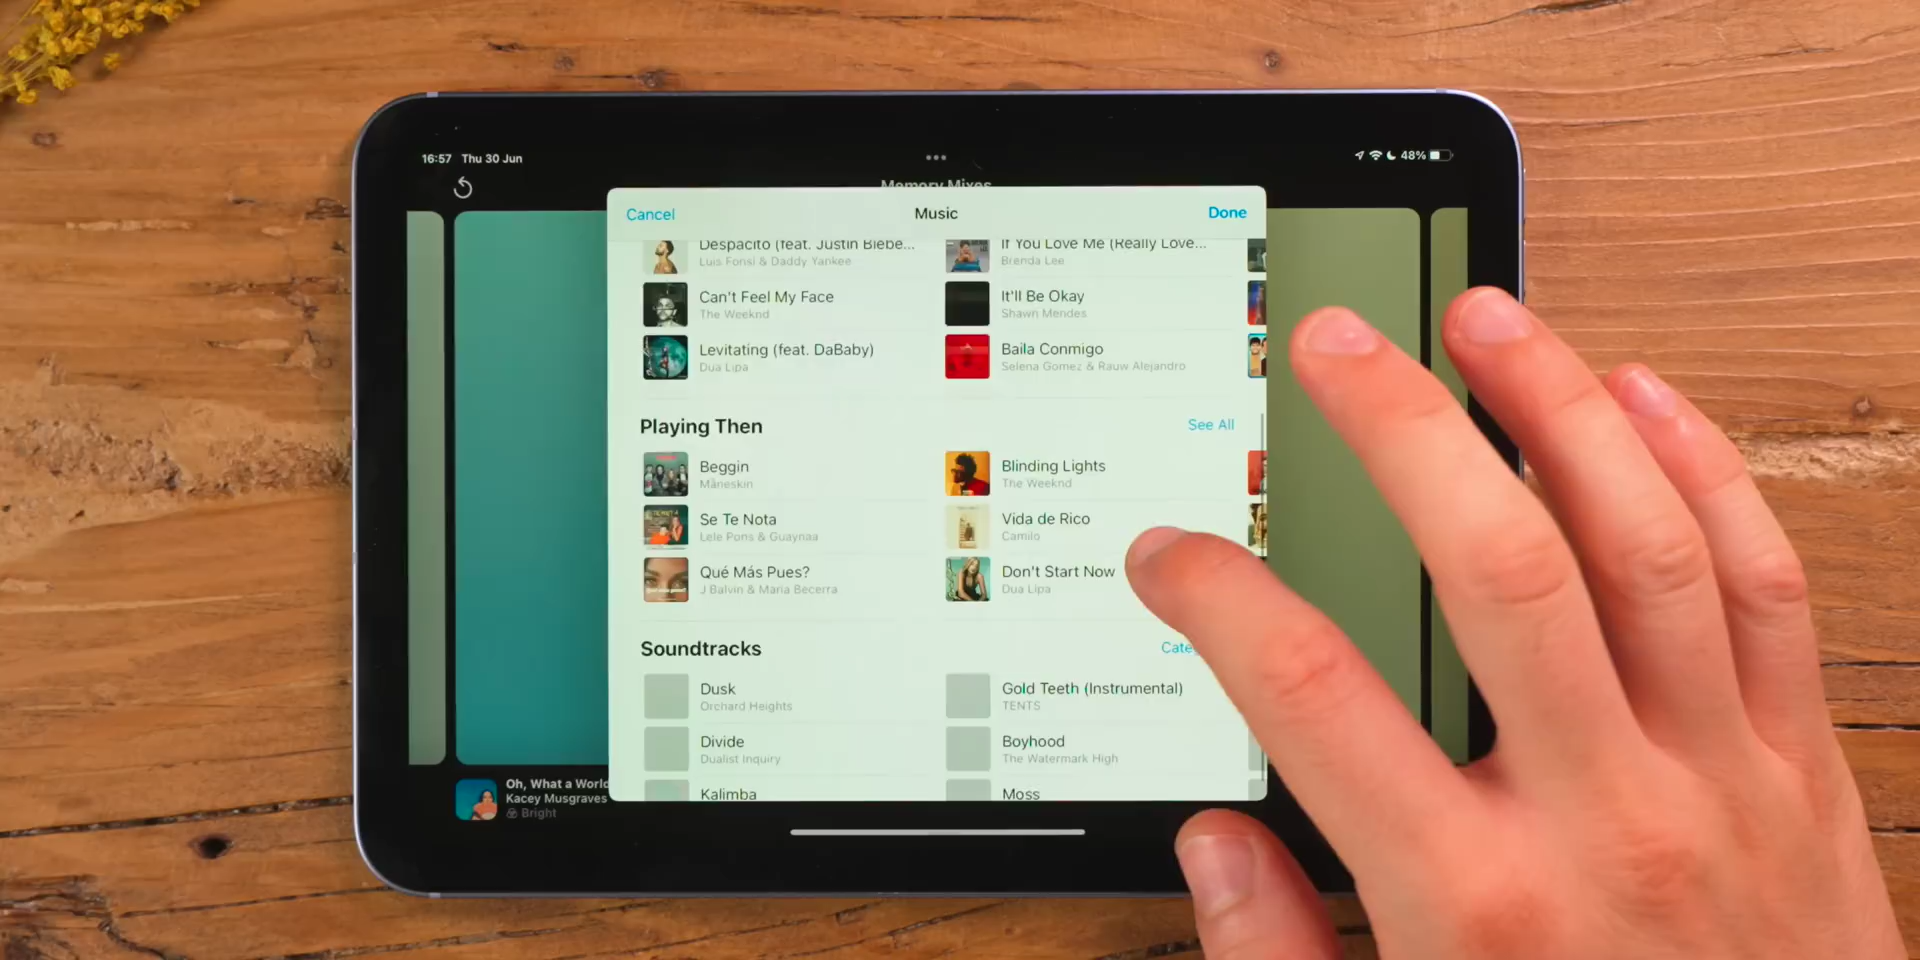 16:57 Thu 30 Jun
48%
Memory Mixes
Cancel
Music
Done
Despacito (feat. Justin Biebe...
Luis Fonsi & Daddy Yankee
If You Love Me (Really Love...
Brenda Lee
Can't Feel My Face
The Weeknd
It'll Be Okay
Shawn Mendes
Levitating (feat. DaBaby)
Dua Lipa
Baila Conmigo
Selena Gomez & Rauw Alejandro
Playing Then
See All
Beggin
Måneskin
Blinding Lights
The Weeknd
Se Te Nota
Lele Pons & Guaynaa
Vida de Rico
Camilo
Qué Más Pues?
J Balvin & Maria Becerra
Don't Start Now
Dua Lipa
Soundtracks
Dusk
Orchard Heights
Gold Teeth (Instrumental)
TENTS
Divide
Dualist Inquiry
Boyhood
The Watermark High
Kalimba
Moss
Oh, What a World
Kacey Musgraves
Bright